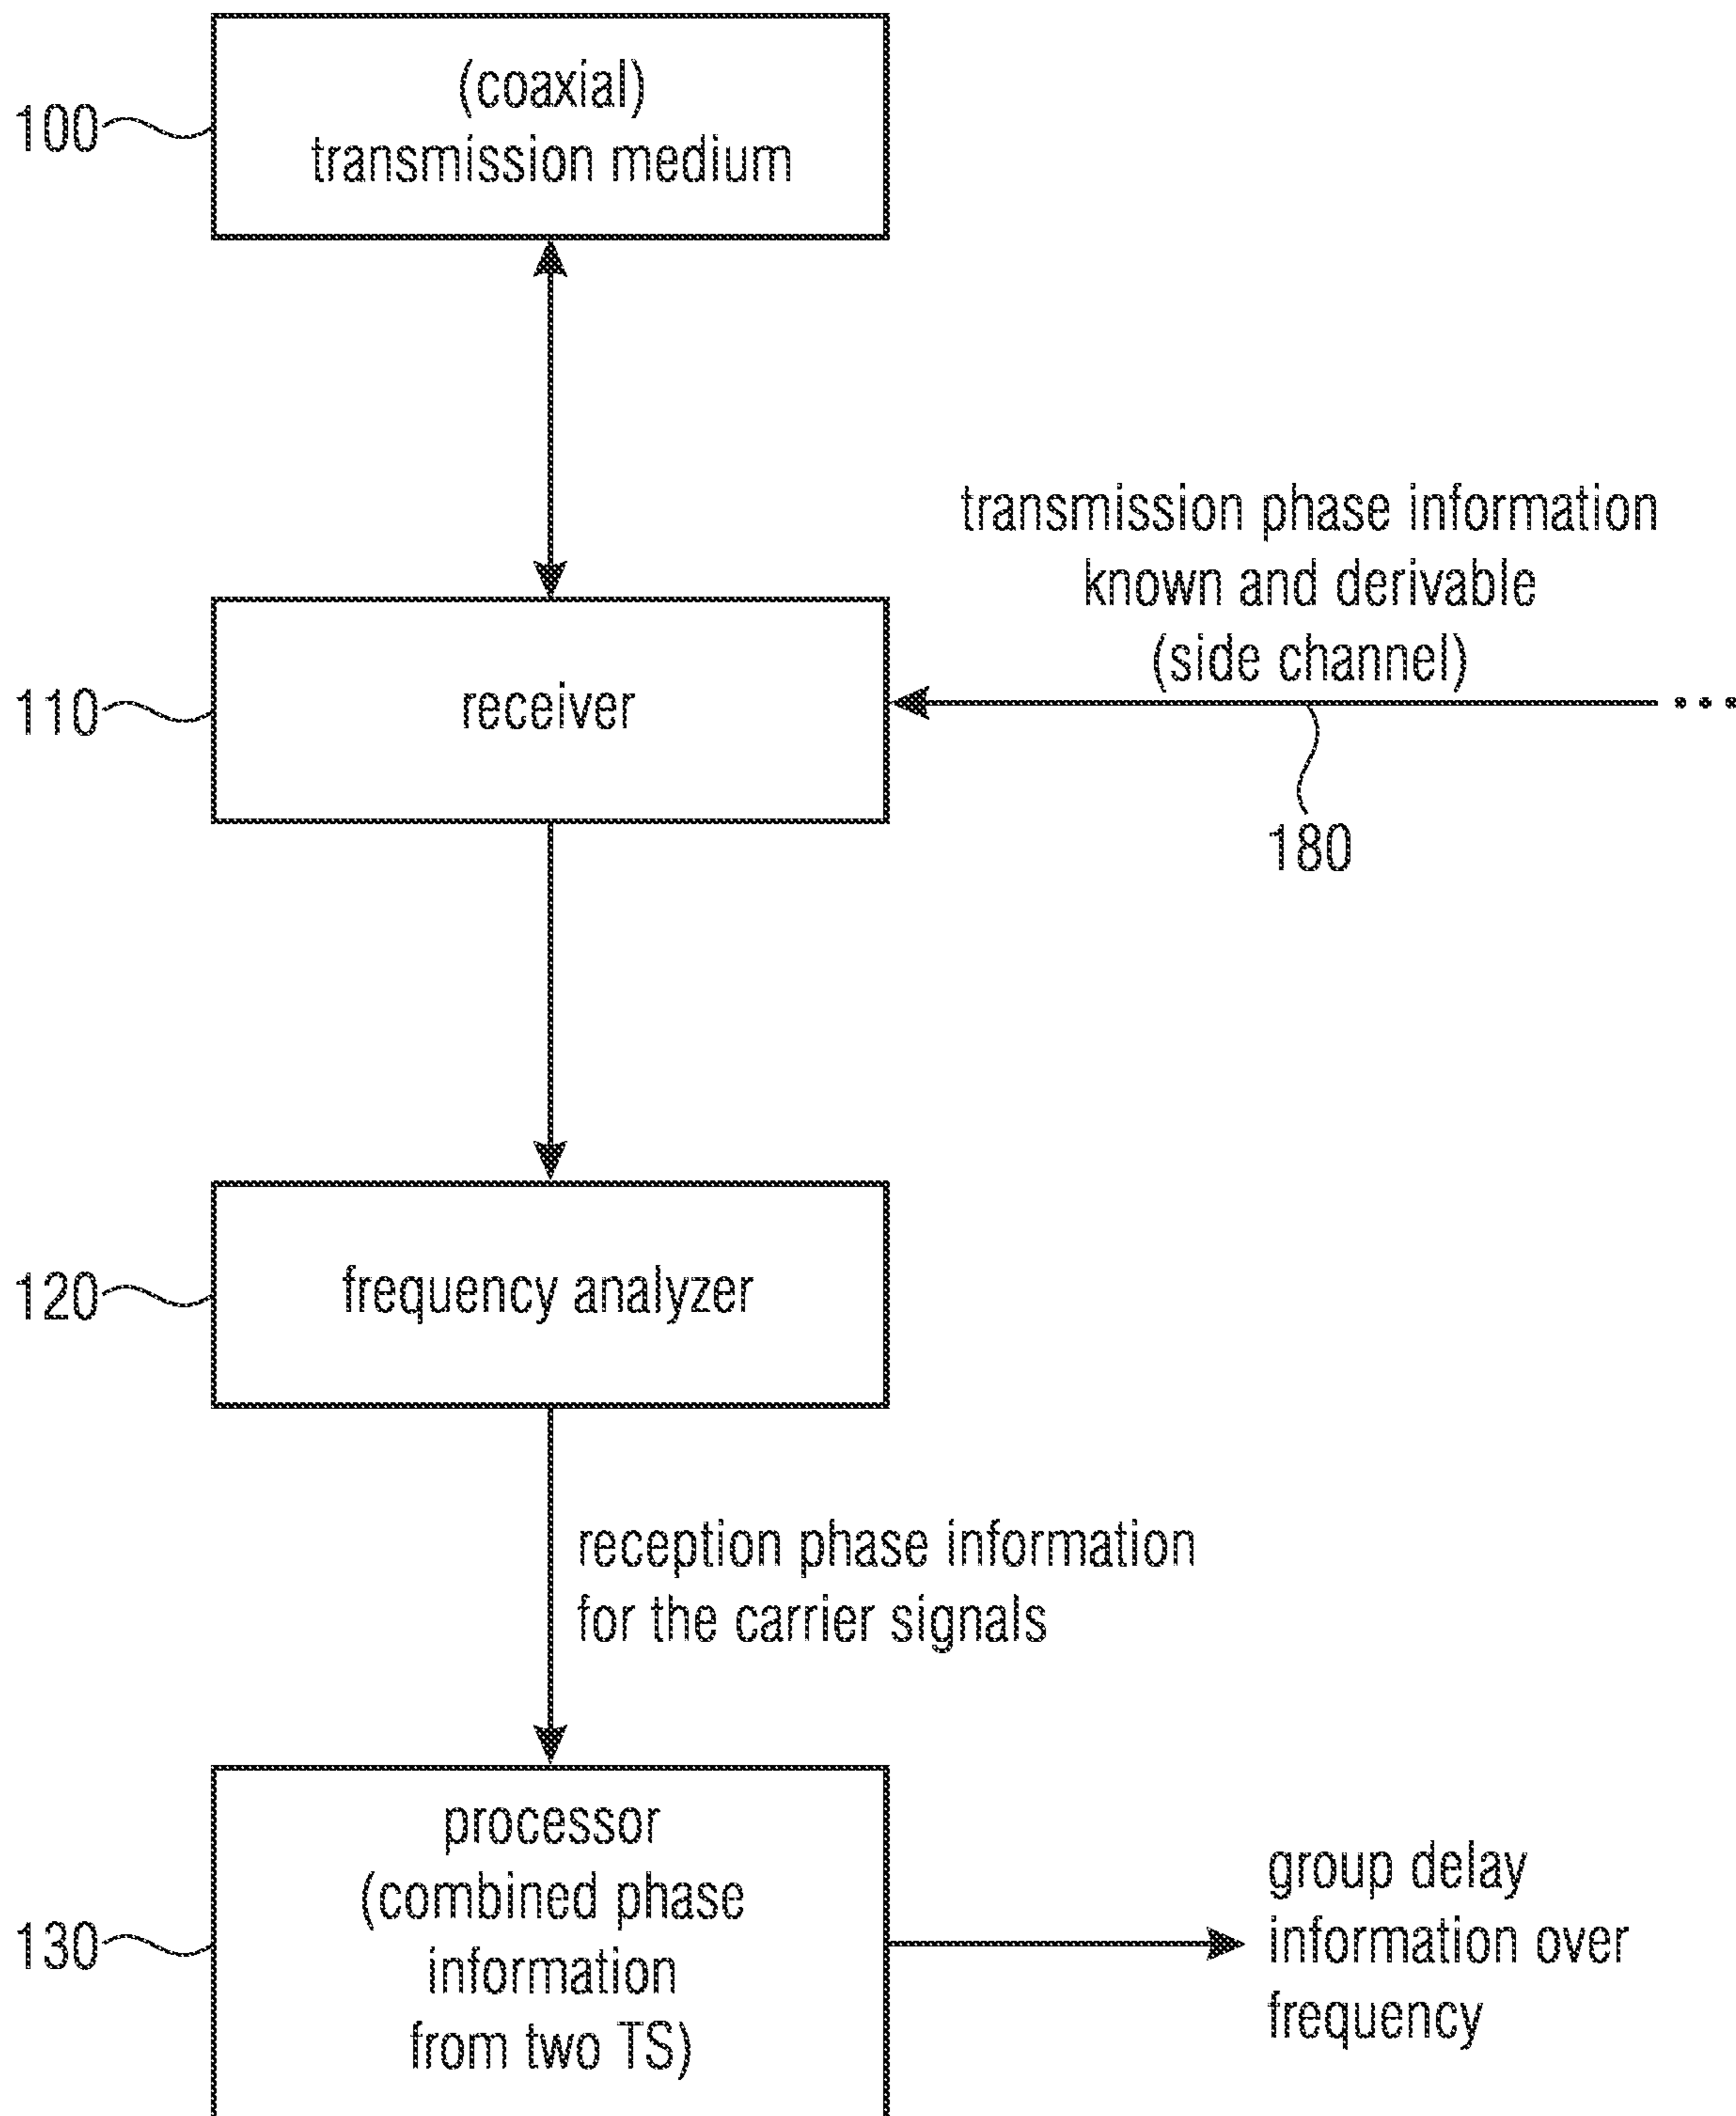 (coaxial)
transmission medium
100
transmission phase information
known and derivable
(side channel)
receiver
110
180
frequency analyzer
120
reception phase information
for the carrier signals
processor
(combined phase
information
from two TS)
130
group delay
information over
frequency